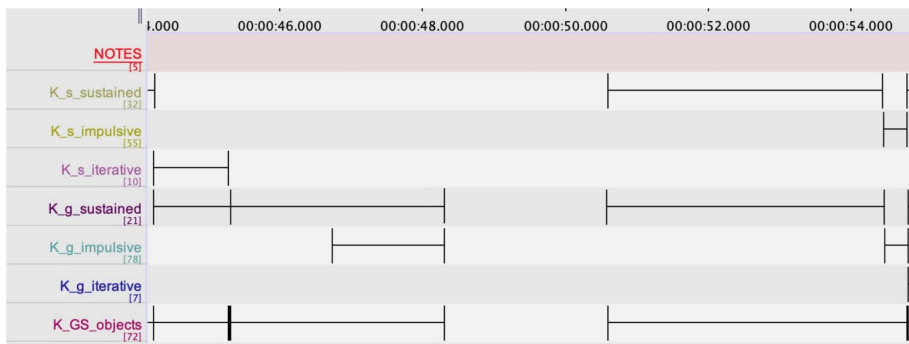 4.000 00:00:46.000 00:00:48.000 00:00:50.000 00:00:52.000 00:00:54.000
NOTES
[5]
K_s_sustained
[32]
K_s_impulsive
[55]
K_s_iterative
[10]
K_g_sustained
[21]
K_g_impulsive
[78]
K_g_iterative
[7]
K_GS_objects
[72]